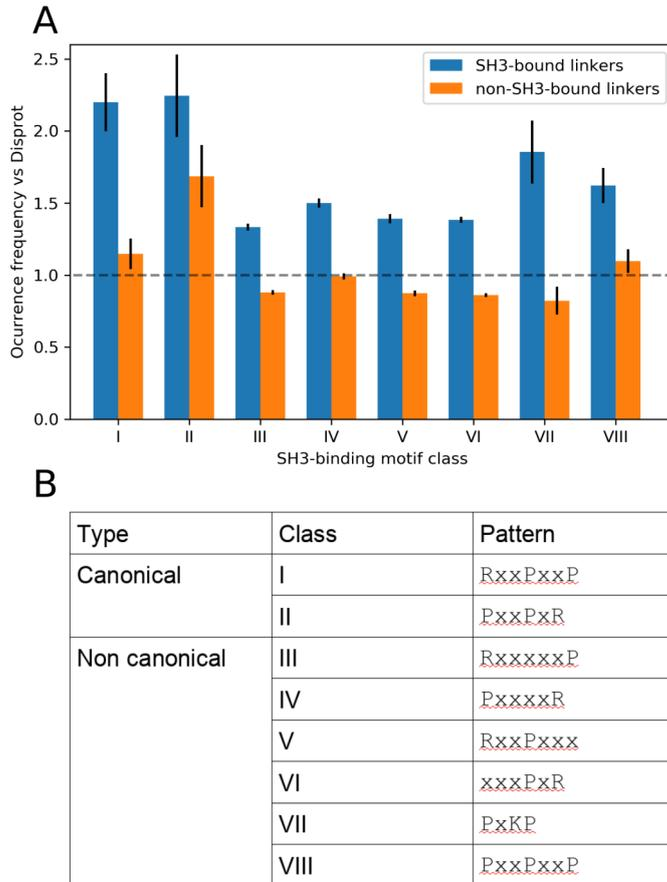 A
Ocurrence frequency vs Disprot
2.5
2.0
1.5
1.0
0.5
0.0
SH3-bound linkers
non-SH3-bound linkers
I II III IV V VI VII VIII
SH3-binding motif class
B
Type Class Pattern
Canonical I RxxPxxP
II PxxPxR
Non canonical III RxxxxxP
IV PxxxxR
V RxxPxxx
VI xxxPxR
VII PxKP
VIII PxxPxxP